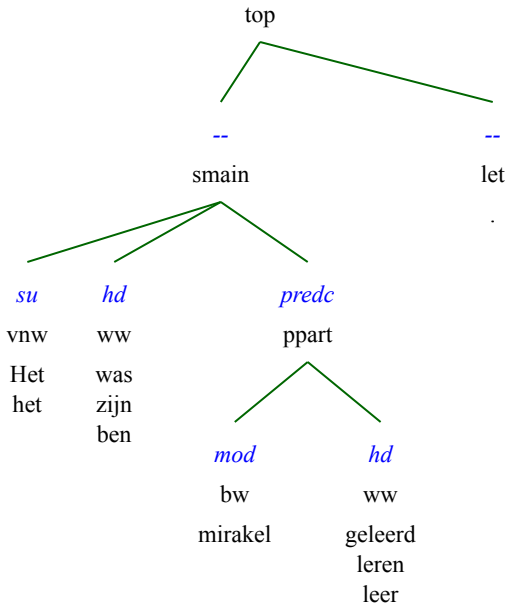 top
-- --
smain let
.
su hd predc
vnw ww ppart
Het was
het zijn
ben
mod hd
bw ww
mirakel geleerd
leren
leer